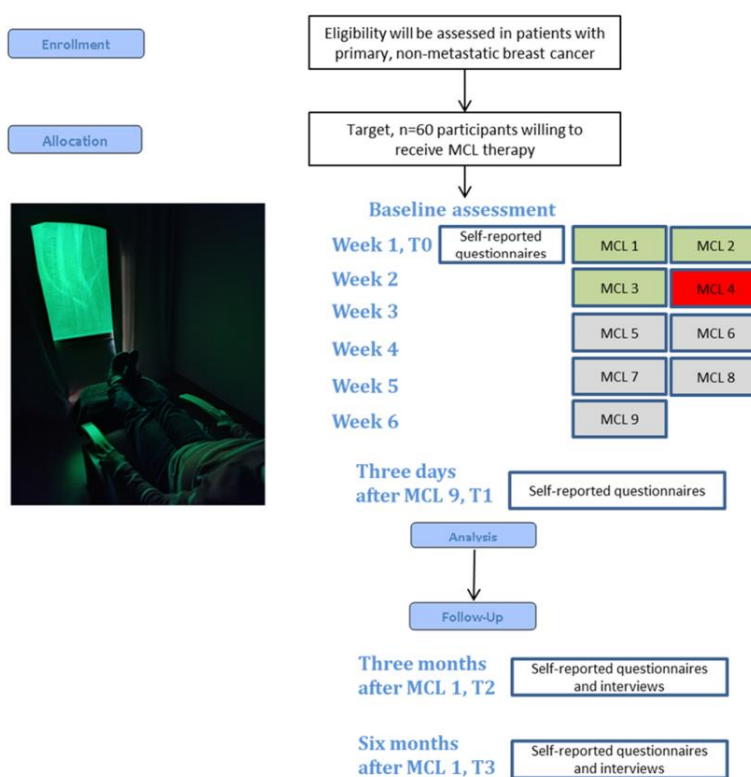 Enrollment
Eligibility will be assessed in patients with
primary, non-metastatic breast cancer
Allocation
Target, n=60 participants willing to
receive MCL therapy
Baseline assessment
Week 1, T0
Self-reported
questionnaires
MCL 1
MCL 2
Week 2
MCL 3
MCL 4
Week 3
MCL 5
MCL 6
Week 4
Week 5
MCL 7
MCL 8
Week 6
MCL 9
Three days
after MCL 9, T1
Self-reported questionnaires
Analysis
Follow-Up
Three months
after MCL 1, T2
Self-reported questionnaires
and interviews
Six months
after MCL 1, T3
Self-reported questionnaires
and interviews